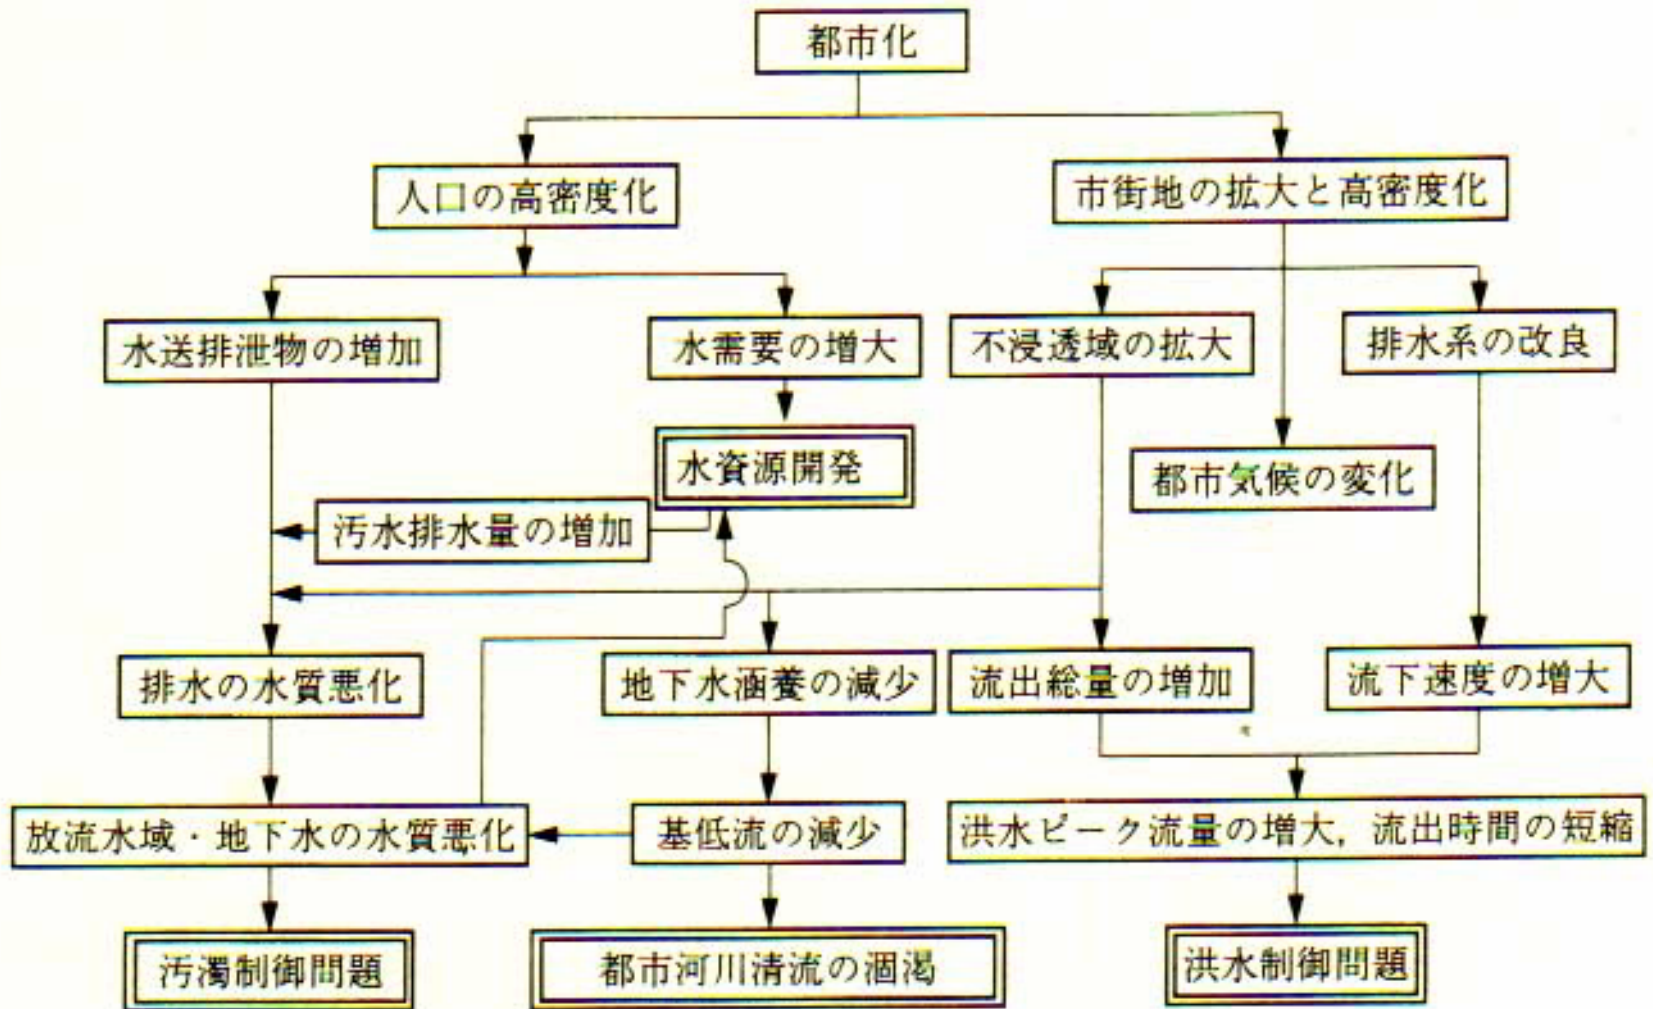 都市化
人口の高密度化
市街地の拡大と高密度化
水送排泄物の増加
水需要の増大
不浸透域の拡大
排水系の改良
水資源開発
都市気候の変化
汚水排水量の増加
排水の水質悪化
地下水涵養の減少
流出総量の増加
流下速度の増大
放流水域・地下水の水質悪化
基低流の減少
洪水ピーク流量の増大，流出時間の短縮
汚濁制御問題
都市河川清流の涸渇
洪水制御問題